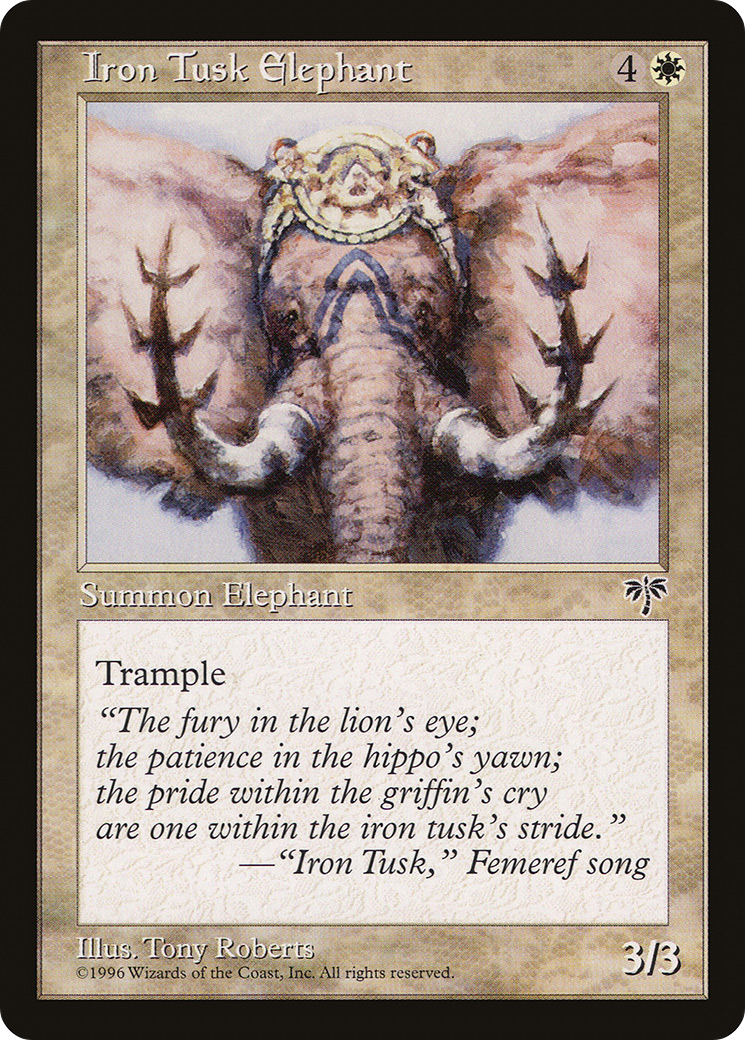 Iron Tusk Elephant 4
Summon Elephant
Trample
“The fury in the lion’s eye;
the patience in the hippo’s yawn;
the pride within the griffin’s cry
are one within the iron tusk’s stride.”
—“Iron Tusk,” Femeref song
Illus. Tony Roberts
©1996 Wizards of the Coast, Inc. All rights reserved.
3/3